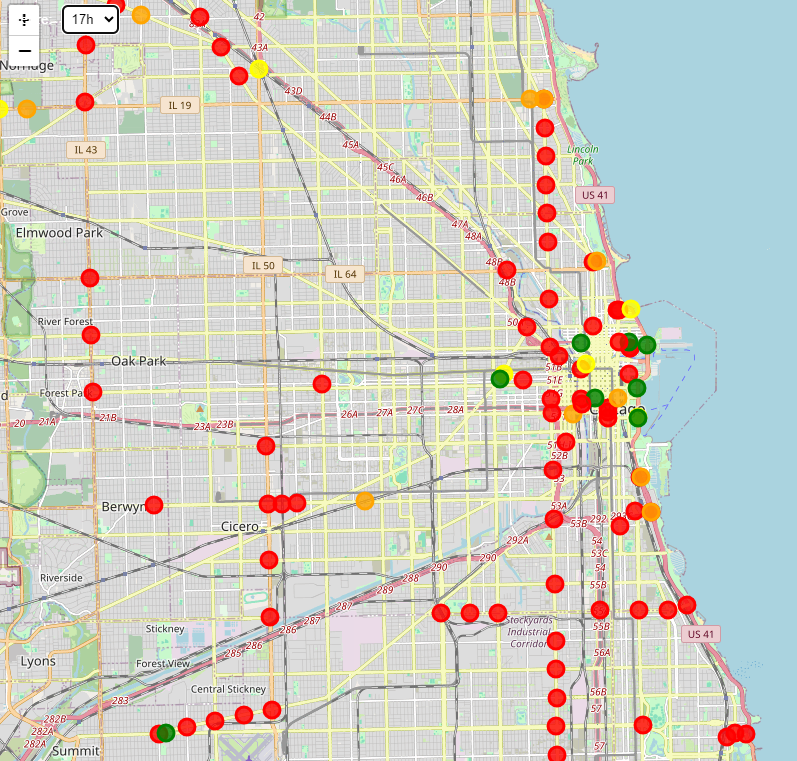 +
17h
−
42
Norridge
43A
43D
IL 19
44B
IL 43
45A
45C
46A
46B
Lincoln
Park
US 41
Grove
47A
48A
Elmwood Park
IL 50
IL 64
48B
48B
River Forest
50
Oak Park
51B
51E
Forest Pa
d
20
21A
21B
23A
23B
26A
27A
27C
28A
51
52B
53
Berwyn
Cicero
53A
53B
292
292A
54
53C
290
290
54
Riverside
288
55B
289
287
Stockyards
Industrial
Corridor
Stickney
287
286
55B
US 41
286
285
56A
Lyons
Forest View
Central Stickney
56B
283
57
282B
282A
282A
57
Summit